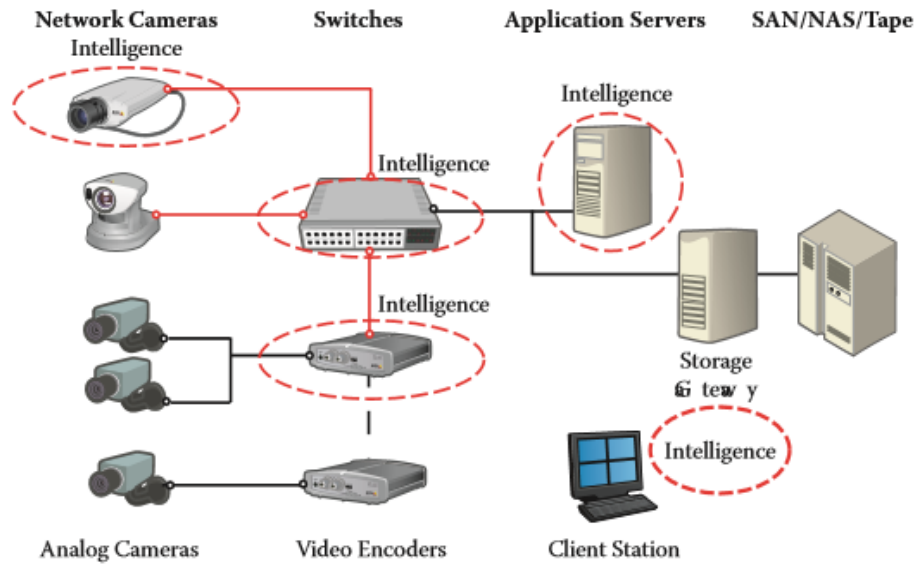 Network Cameras
Switches
Application Servers
SAN/NAS/Tape
Intelligence
Intelligence
Intelligence
Intelligence
Storage
Intelligence
Analog Cameras
Video Encoders
Client Station